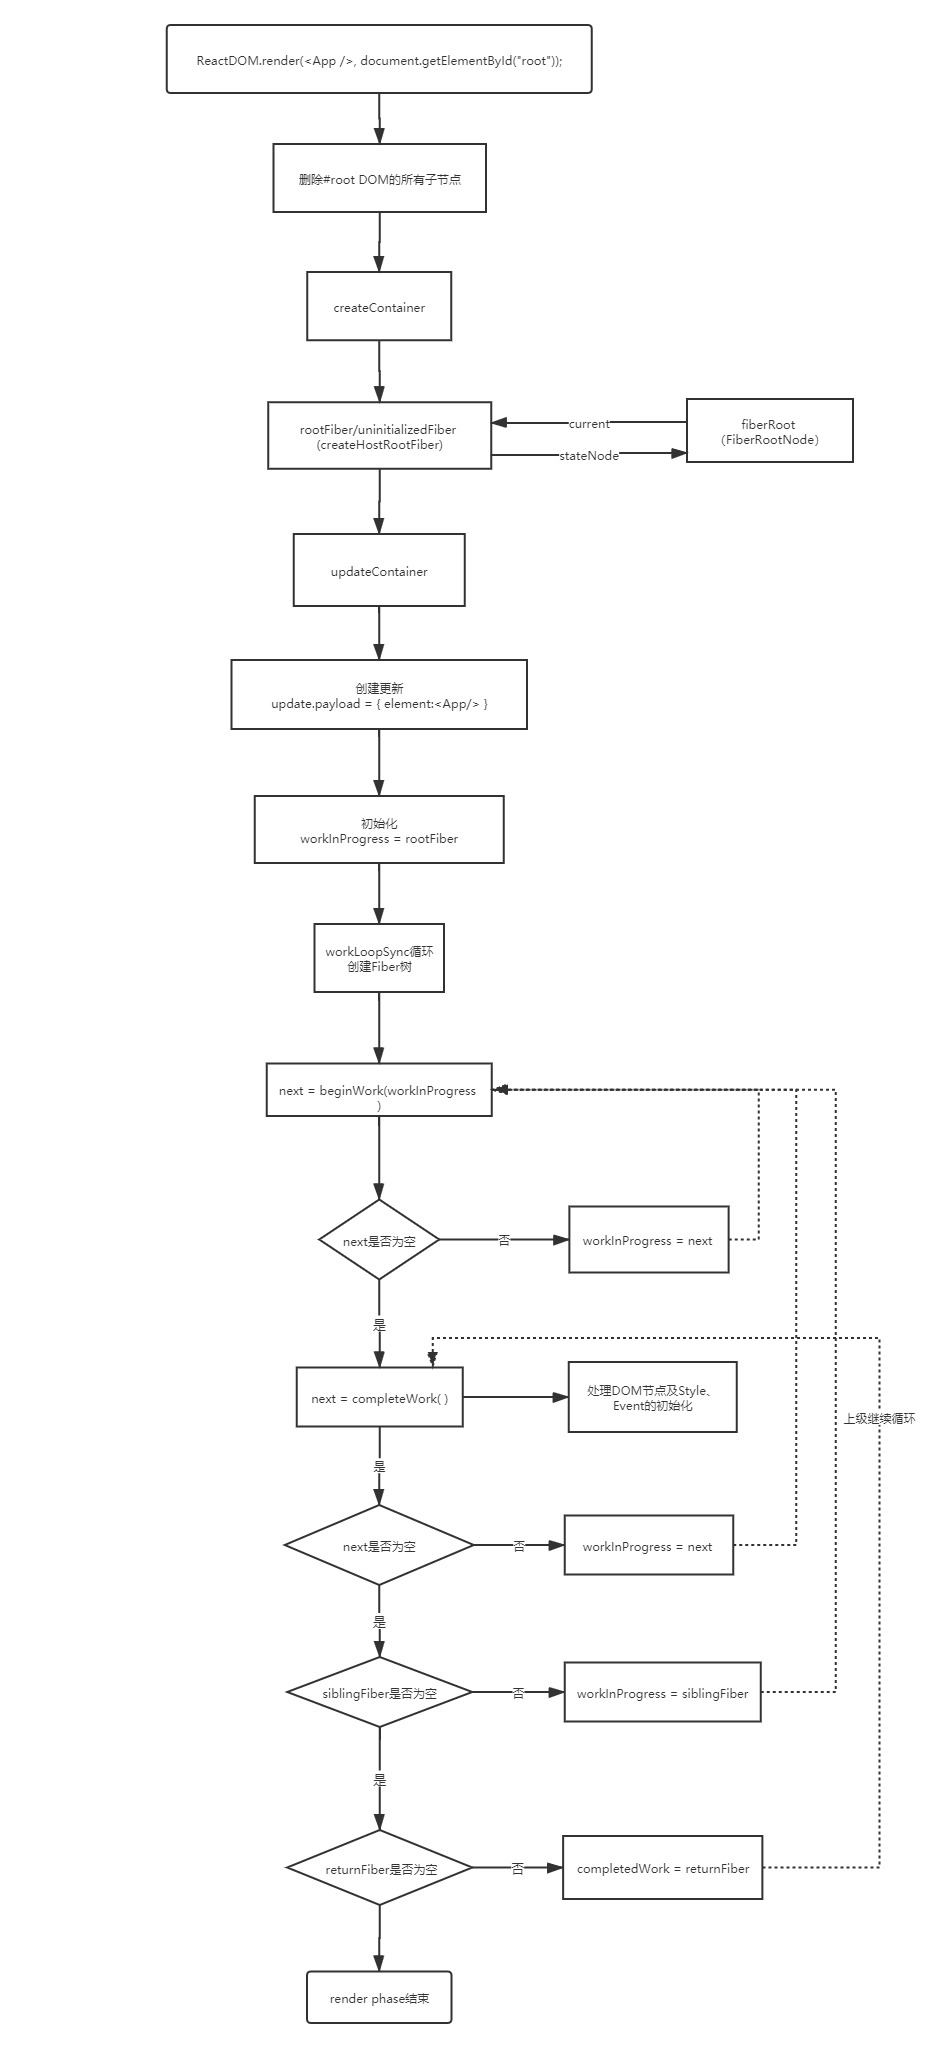 ReactDOM.render(<App />, document.getElementById("root"));
删除#root DOM的所有子节点
createContainer
rootFiber/uninitializedFiber
(createHostRootFiber)
current
stateNode
fiberRoot
（FiberRootNode）
updateContainer
创建更新
update.payload = { element:<App/> }
初始化
workInProgress = rootFiber
workLoopSync循环
创建Fiber树
next = beginWork(workInProgress
)
next是否为空
否
workInProgress = next
是
next = completeWork( )
处理DOM节点及Style、
Event的初始化
上级继续循环
是
next是否为空
否
workInProgress = next
是
siblingFiber是否为空
否
workInProgress = siblingFiber
是
returnFiber是否为空
否
completedWork = returnFiber
render phase结束